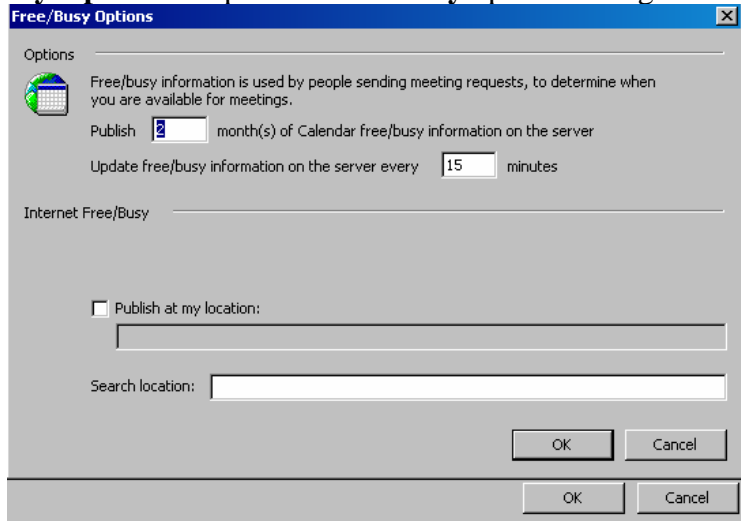 Free/Busy Options
Options
Free/busy information is used by people sending meeting requests, to determine when
you are available for meetings.
Publish 2 month(s) of Calendar free/busy information on the server
Update free/busy information on the server every 15 minutes
Internet Free/Busy
Publish at my location:
Search location:
OK Cancel
OK Cancel